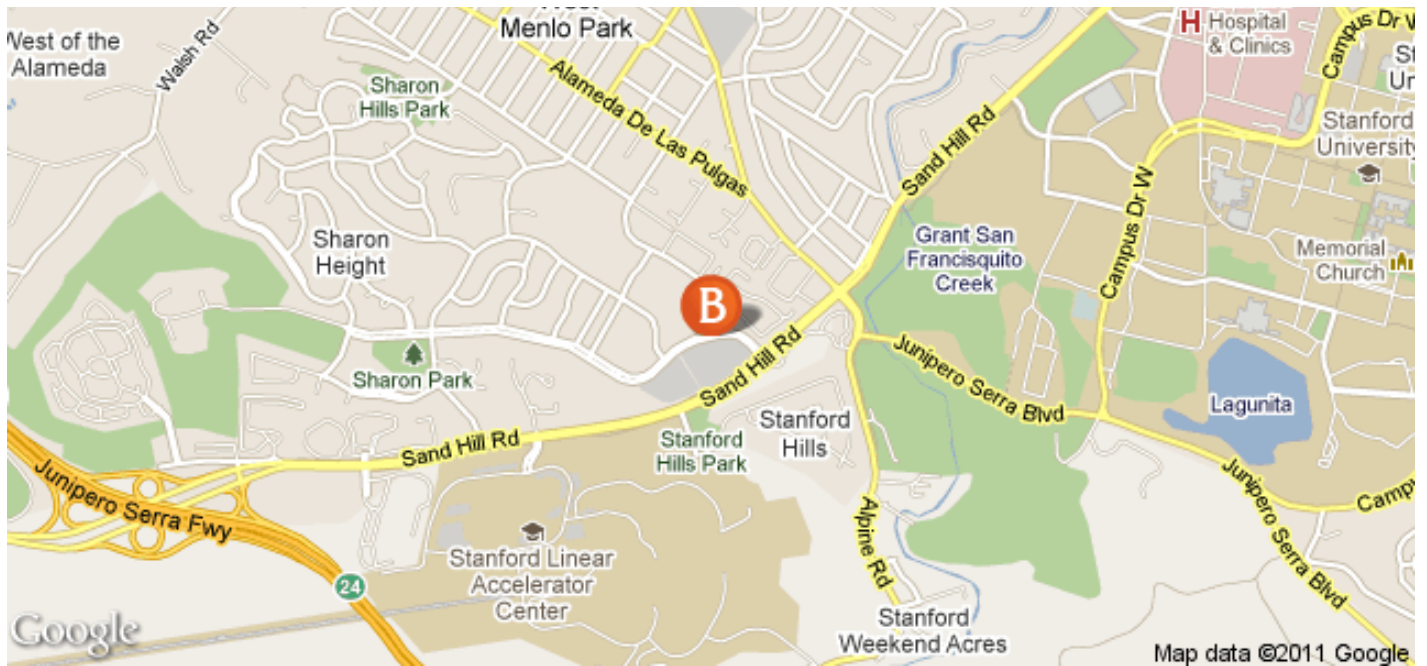 Menlo Park
West of the
Alameda
Walsh Rd
Sharon
Hills Park
Alameda De Las Pulgas
Sand Hill Rd
H
Hospital
& Clinics
Campus Dr W
Stanford
University
Campus Dr W
Memorial
Church
Grant San
Francisquito
Creek
Sharon
Height
B
Sharon Park
Sand Hill Rd
Junipero Serra Blvd
Lagunita
Stanford
Hills
Stanford
Hills Park
Sand Hill Rd
Junipero Serra Fwy
24
Stanford Linear
Accelerator
Center
Alpine Rd
Junipero Serra Blvd
Stanford
Weekend Acres
Google
Map data ©2011 Google